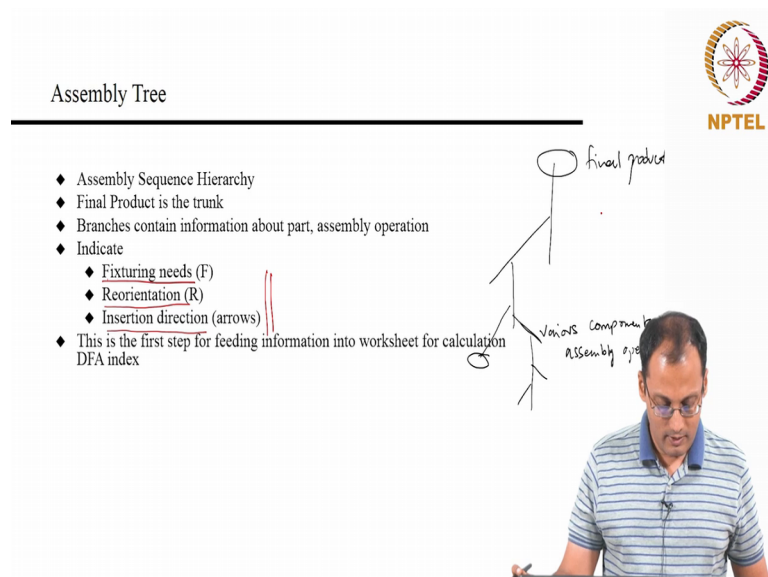 NPTEL
Assembly Tree
final product
◆ Assembly Sequence Hierarchy
◆ Final Product is the trunk
◆ Branches contain information about part, assembly operation
◆ Indicate
◆ Fixturing needs (F)
◆ Reorientation (R)
◆ Insertion direction (arrows)
◆ This is the first step for feeding information into worksheet for calculation
DFA index
various component
assembly